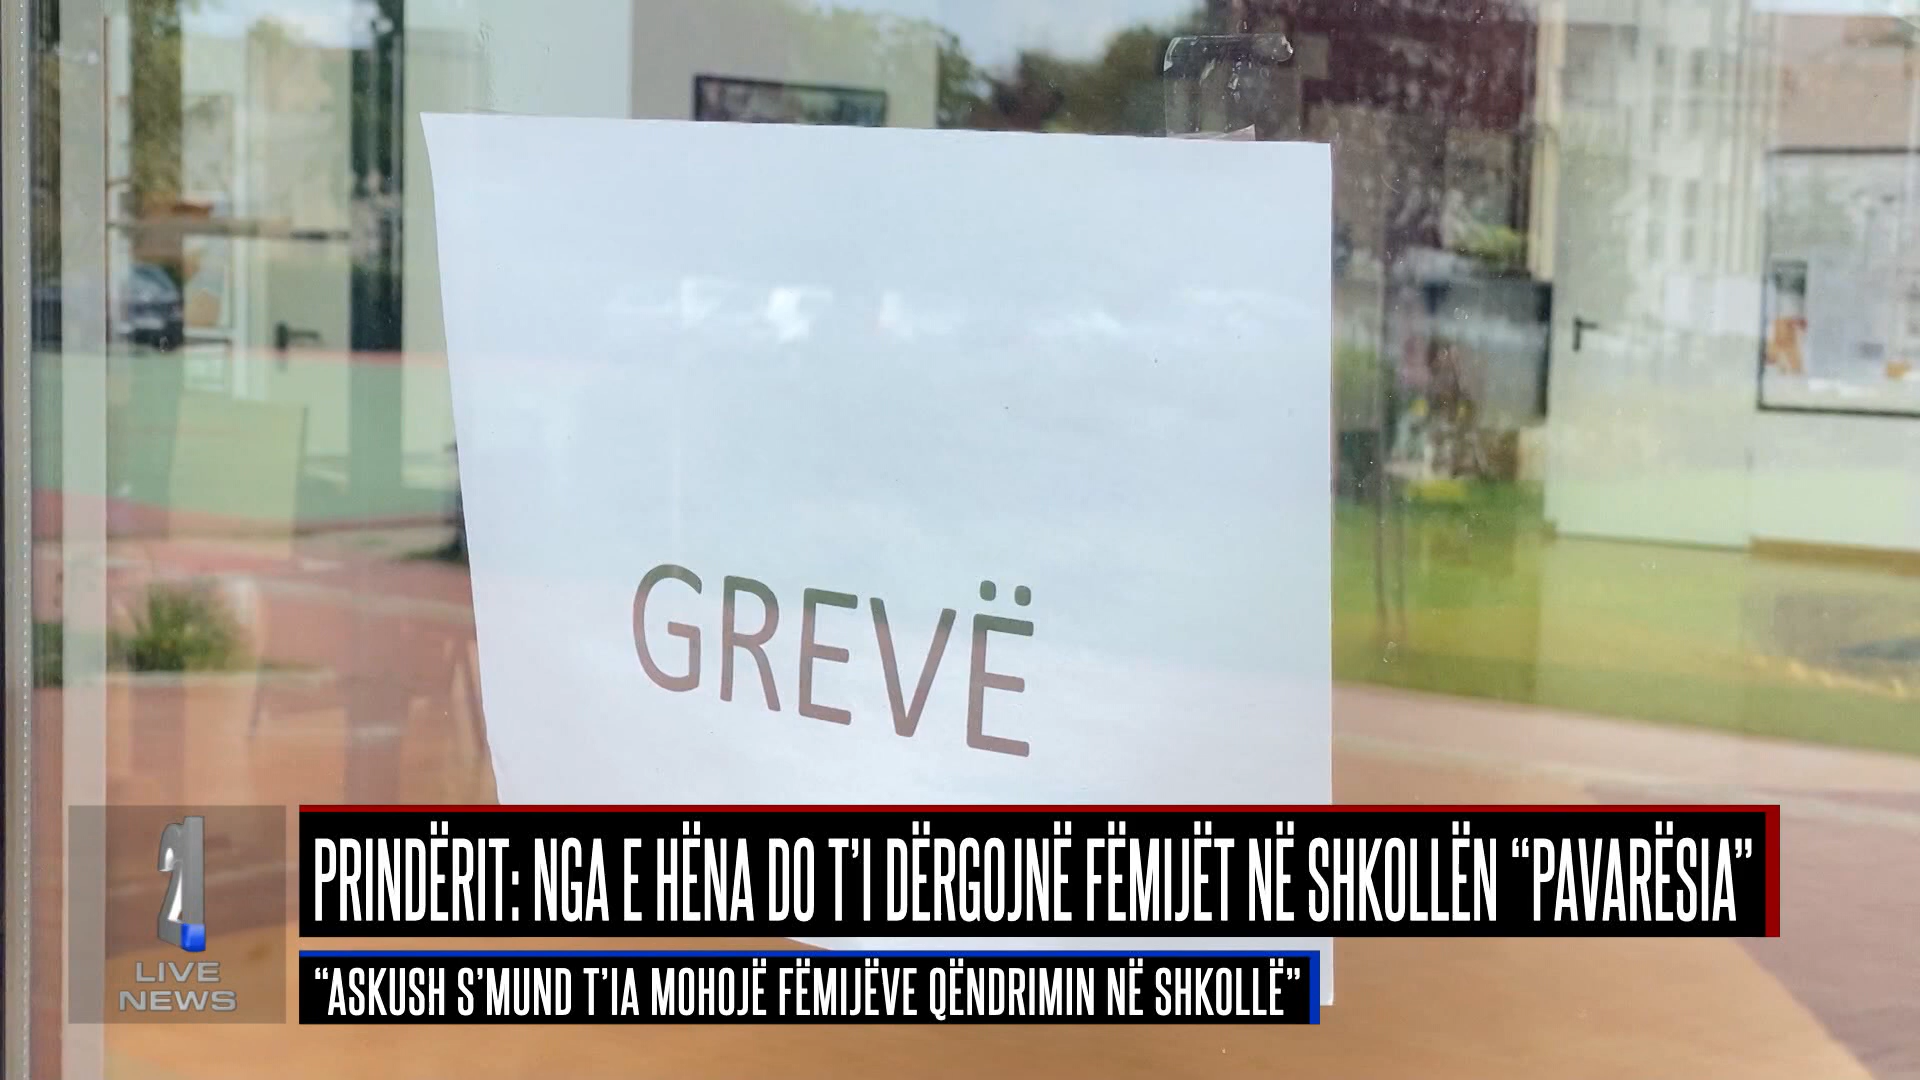 GREVË
21
LIVE
NEWS
PRINDËRIT: NGA E HËNA DO T’I DËRGOJNË FËMIJËT NË SHKOLLËN “PAVARËSIA”
“ASKUSH S’MUND T’IA MOHOJË FËMIJËVE QËNDRIMIN NË SHKOLLË”